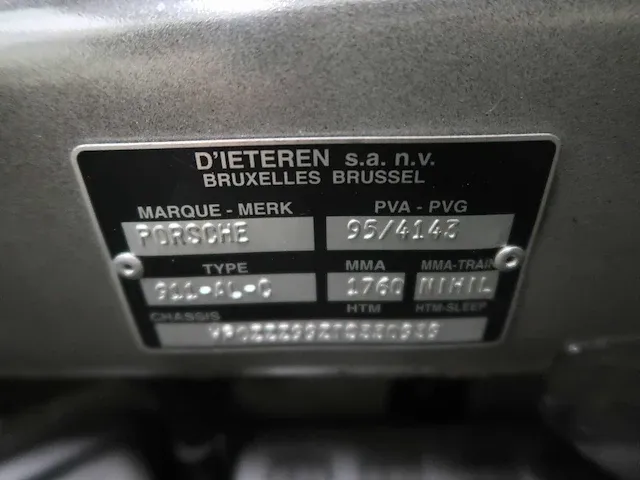 D'IETEREN s.a. n.v.
BRUXELLES BRUSSEL
MARQUE - MERK PVA - PVG
PORSCHE 95/4143
TYPE MMA MMA-TRAIN
911-AL-C 1760 NIHIL
HTM HTM-SLEEP
CHASSIS